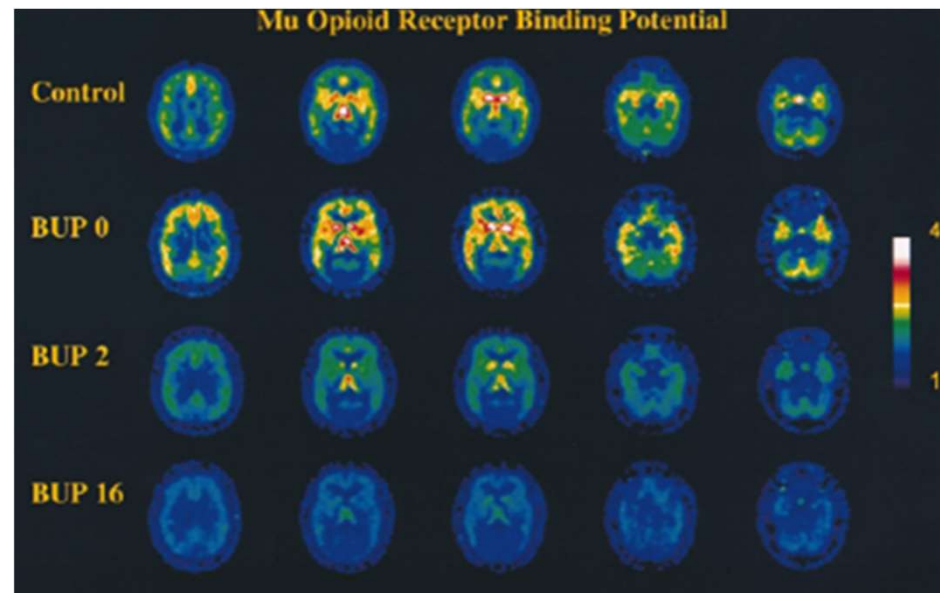 Mu Opioid Receptor Binding Potential
Control
BUP 0
4
BUP 2
1
BUP 16